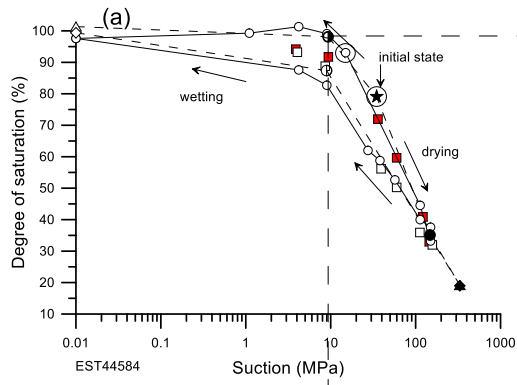 (a)
100
90
80
70
60
50
40
30
20
10
Degree of saturation (%)
initial state
wetting
drying
0.01
0.1
1
10
100
1000
EST44584
Suction (MPa)